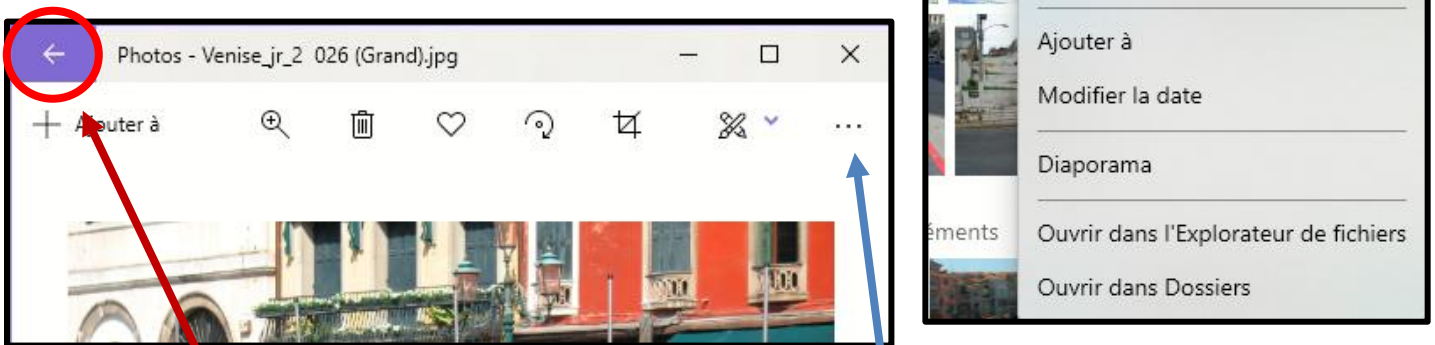 Photos - Venise_jr_2 026 (Grand).jpg
Ajouter à
Ajouter à
Modifier la date
Diaporama
éments
Ouvrir dans l'Explorateur de fichiers
Ouvrir dans Dossiers